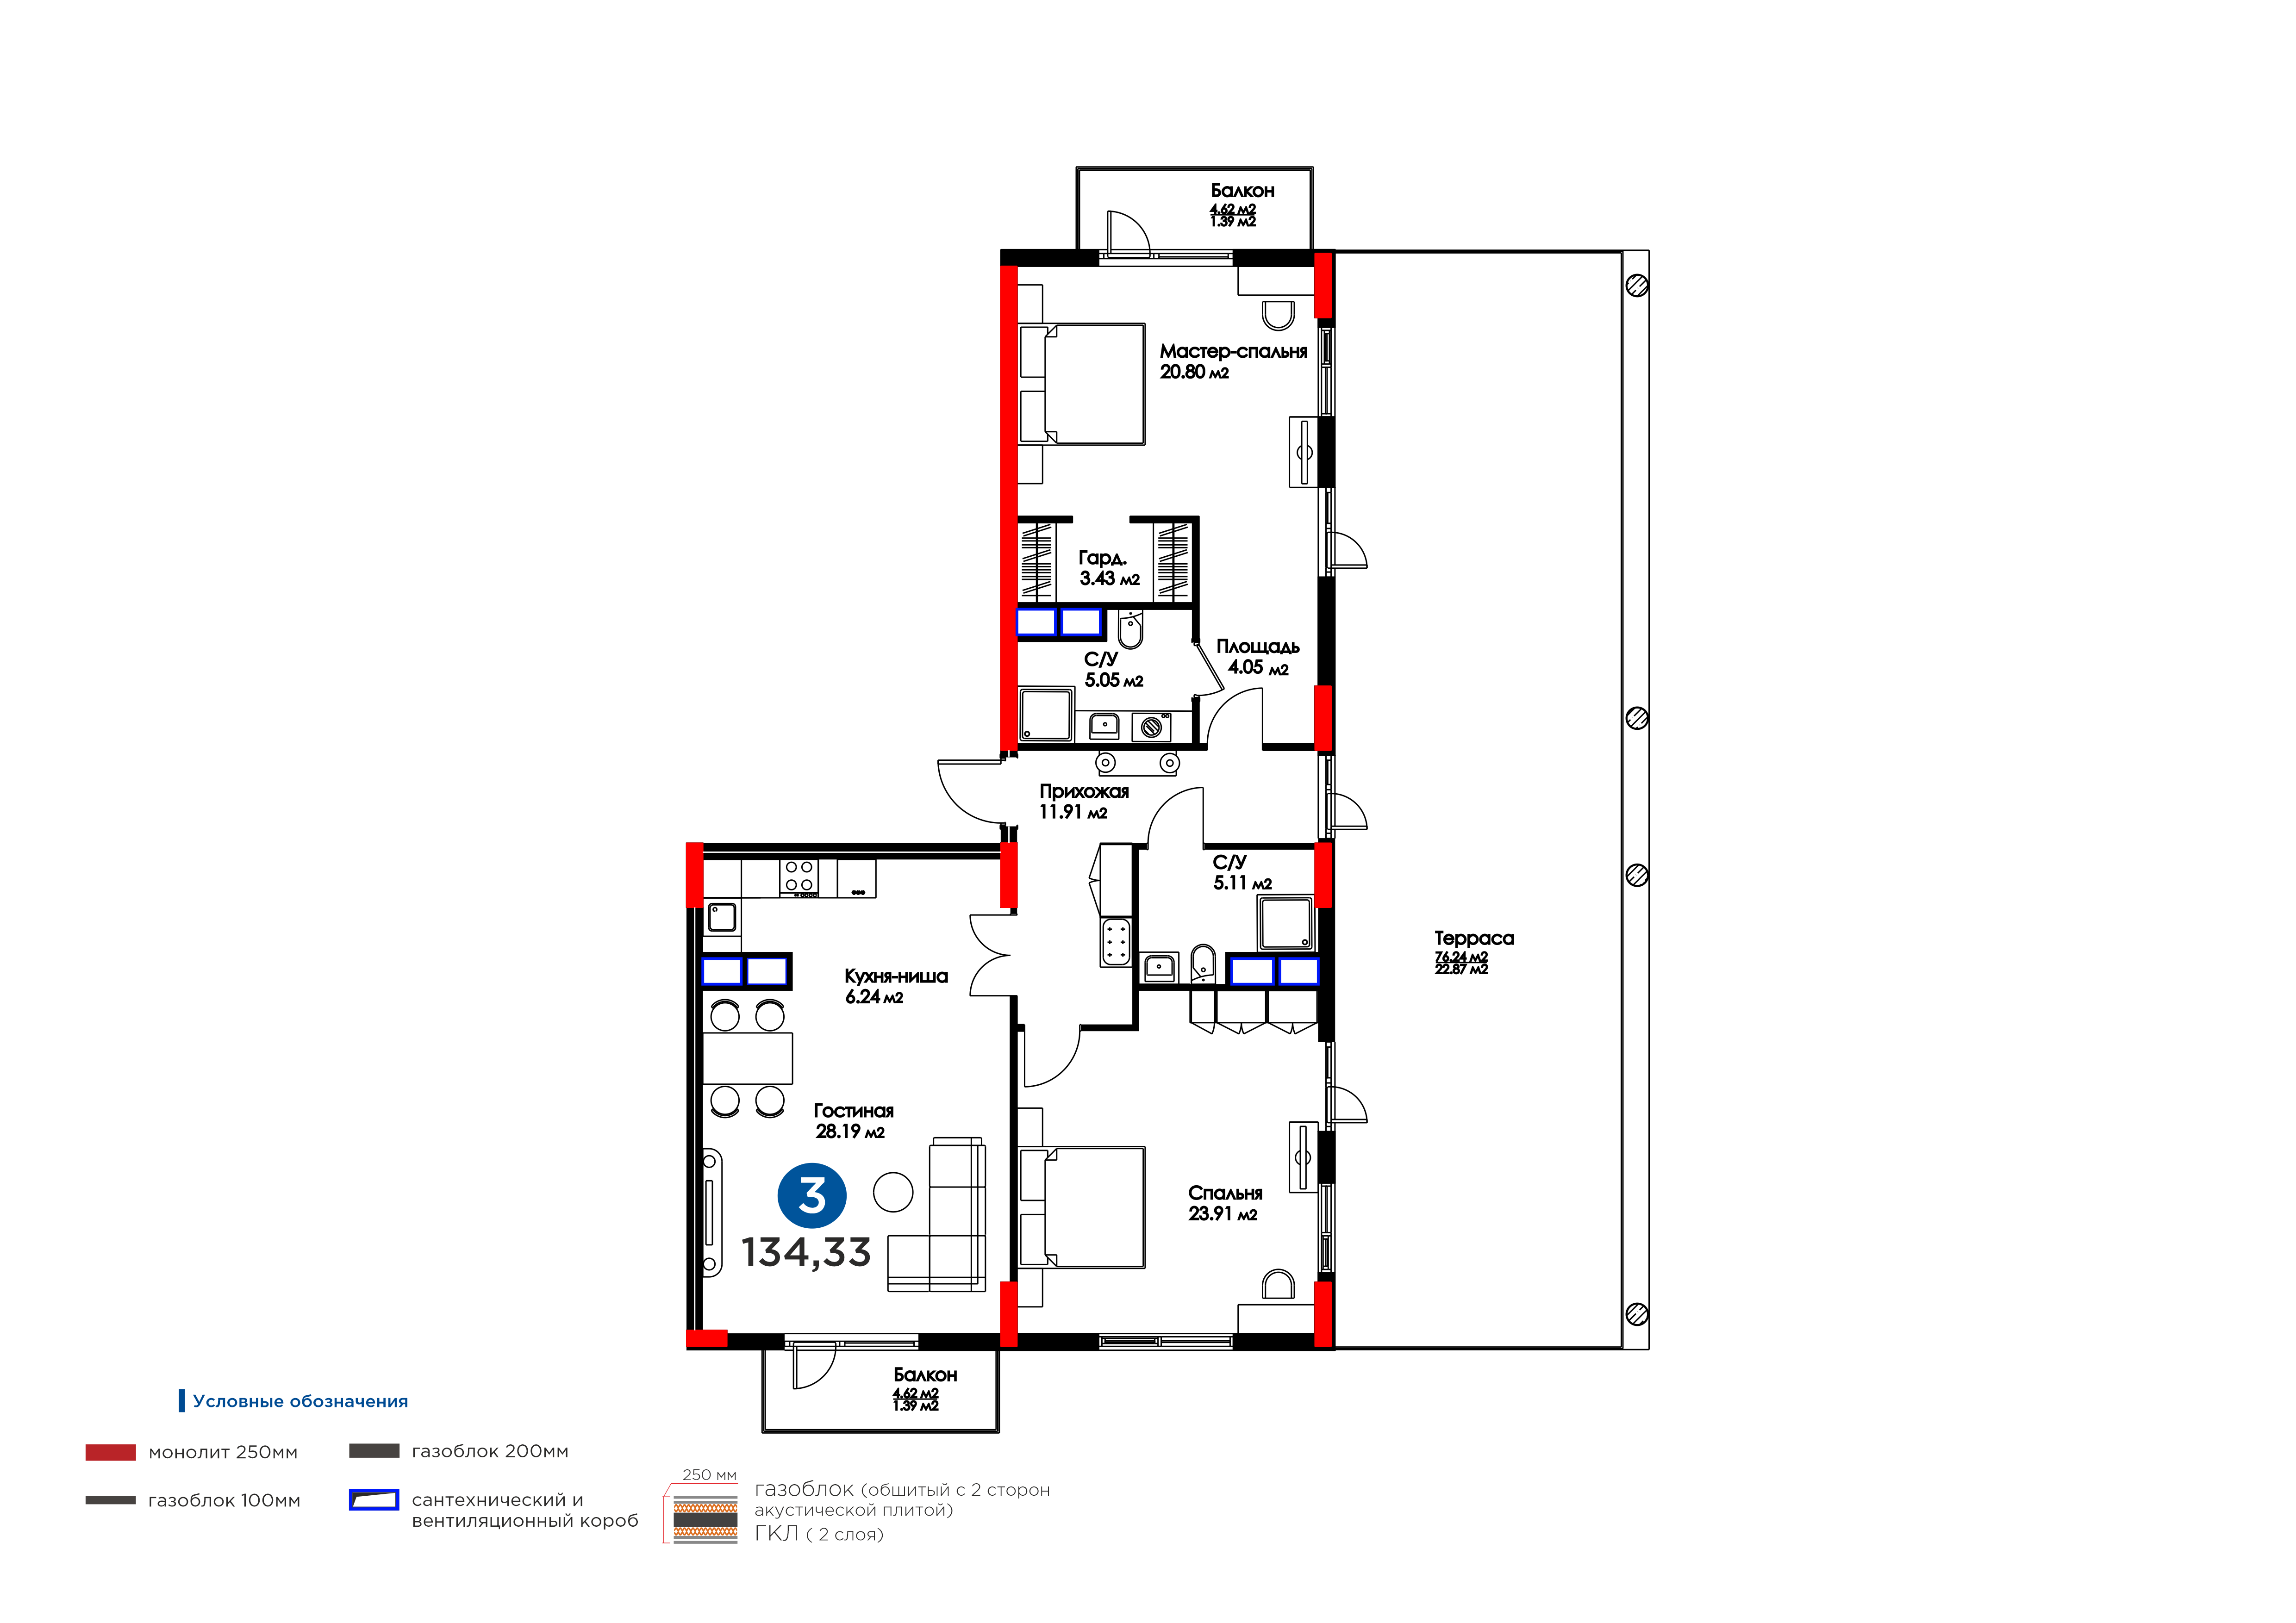 Балкон
4.62 м2
1.39 м2
Мастер-спальня
20.80 м2
Гард.
3.43 м2
С/У
5.05 м2
Площадь
4.05 м2
Прихожая
11.91 м2
С/У
5.11 м2
Терраса
76.24 м2
22.87 м2
Кухня-ниша
6.24 м2
Гостиная
28.19 м2
3
134,33
Спальня
23.91 м2
Балкон
4.62 м2
1.39 м2
Условные обозначения
монолит 250мм
газоблок 200мм
газоблок 100мм
сантехнический и
вентиляционный короб
250 мм
газоблок (обшитый с 2 сторон
акустической плитой)
ГКЛ ( 2 слоя)